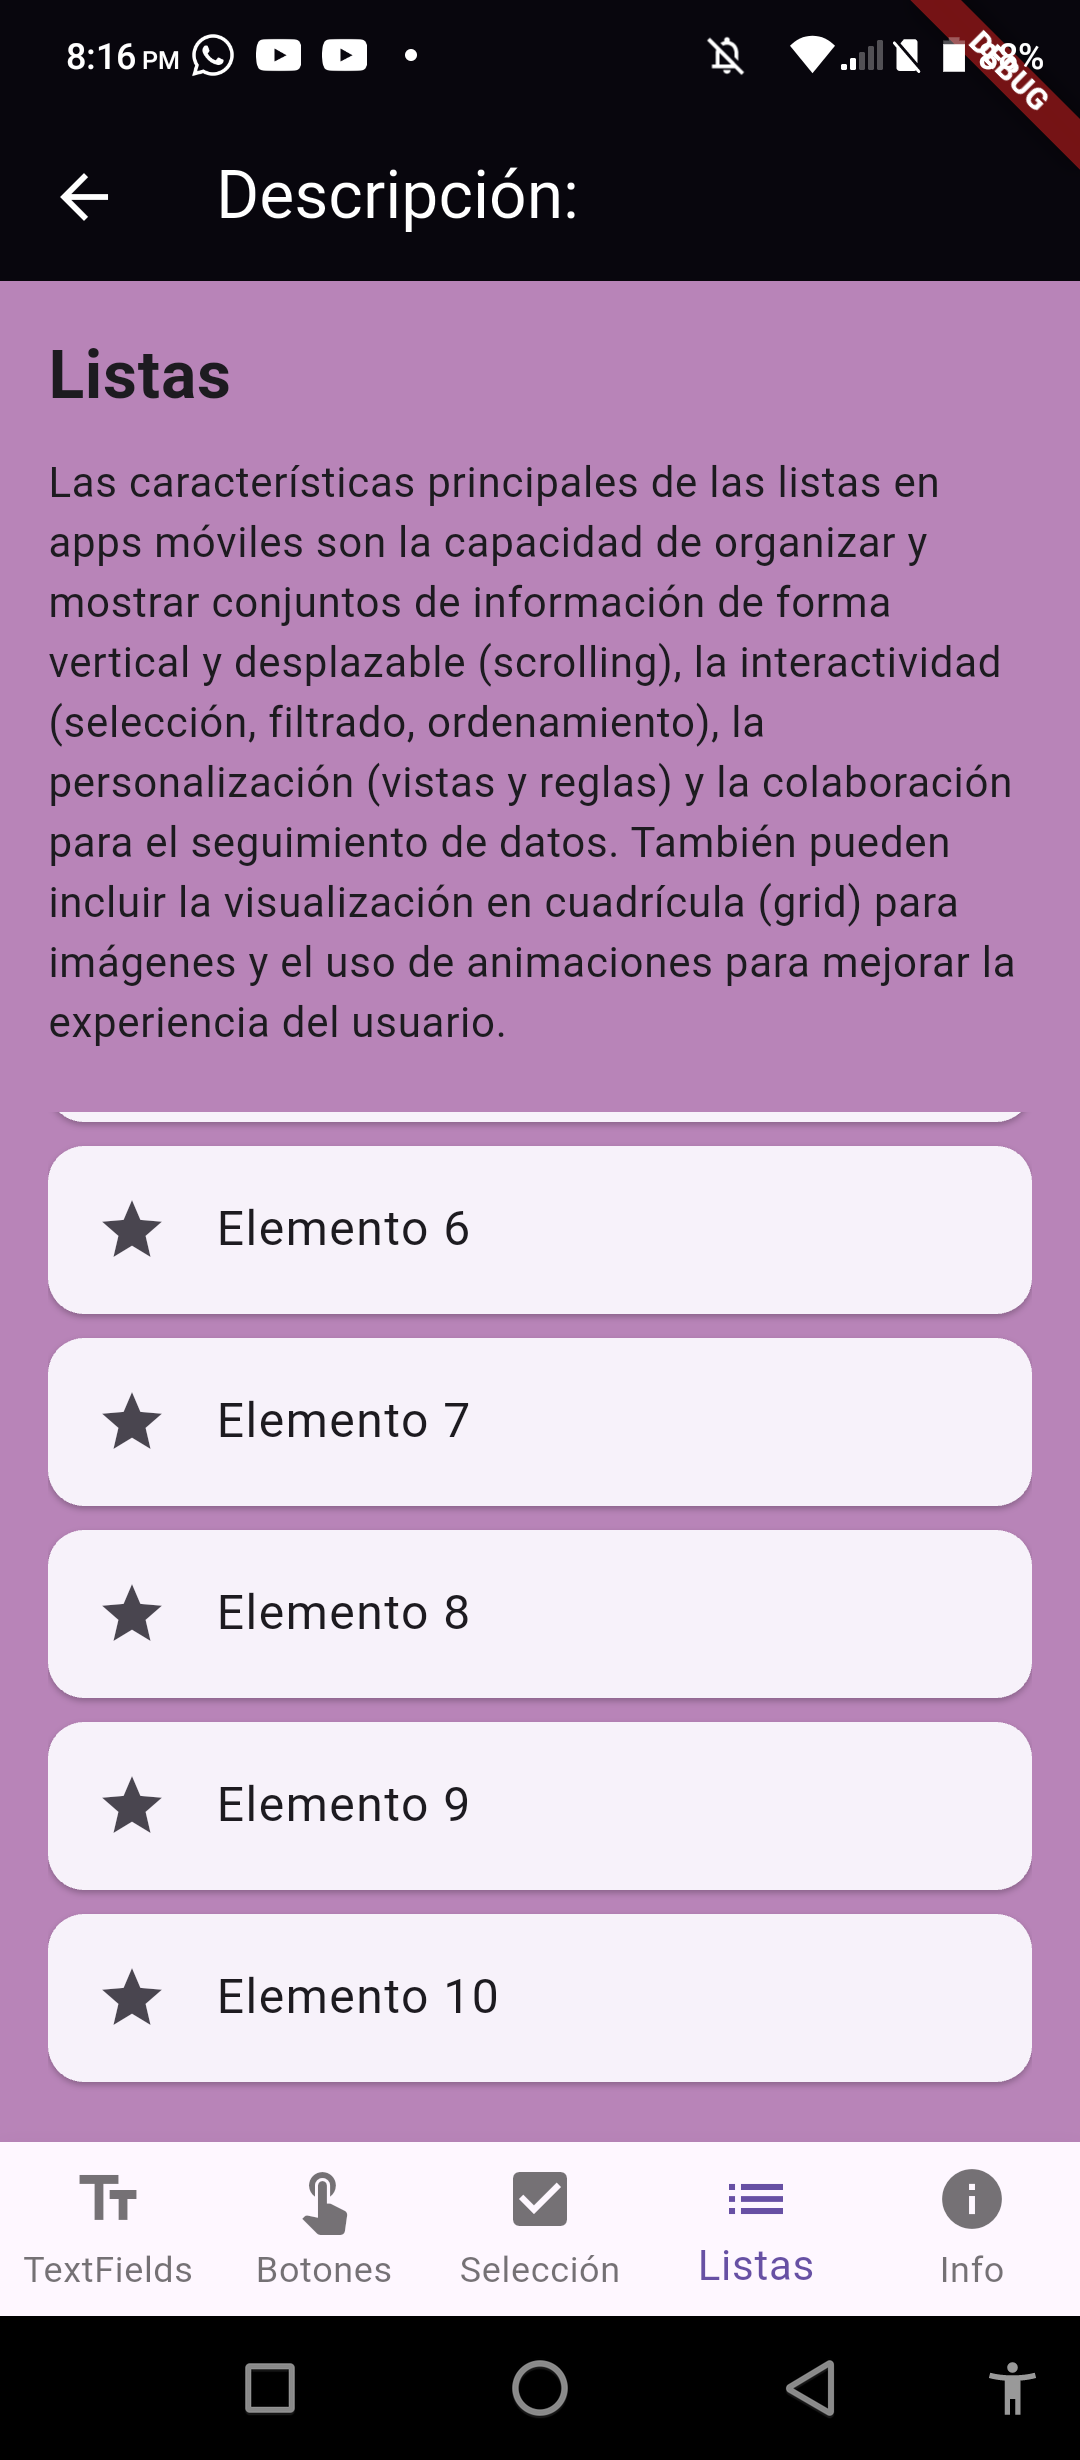 8:16 PM
DEBUG
Descripción:
Listas
Las características principales de las listas en
apps móviles son la capacidad de organizar y
mostrar conjuntos de información de forma
vertical y desplazable (scrolling), la interactividad
(selección, filtrado, ordenamiento), la
personalización (vistas y reglas) y la colaboración
para el seguimiento de datos. También pueden
incluir la visualización en cuadrícula (grid) para
imágenes y el uso de animaciones para mejorar la
experiencia del usuario.
Elemento 6
Elemento 7
Elemento 8
Elemento 9
Elemento 10
TextFields
Botones
Selección
Listas
Info